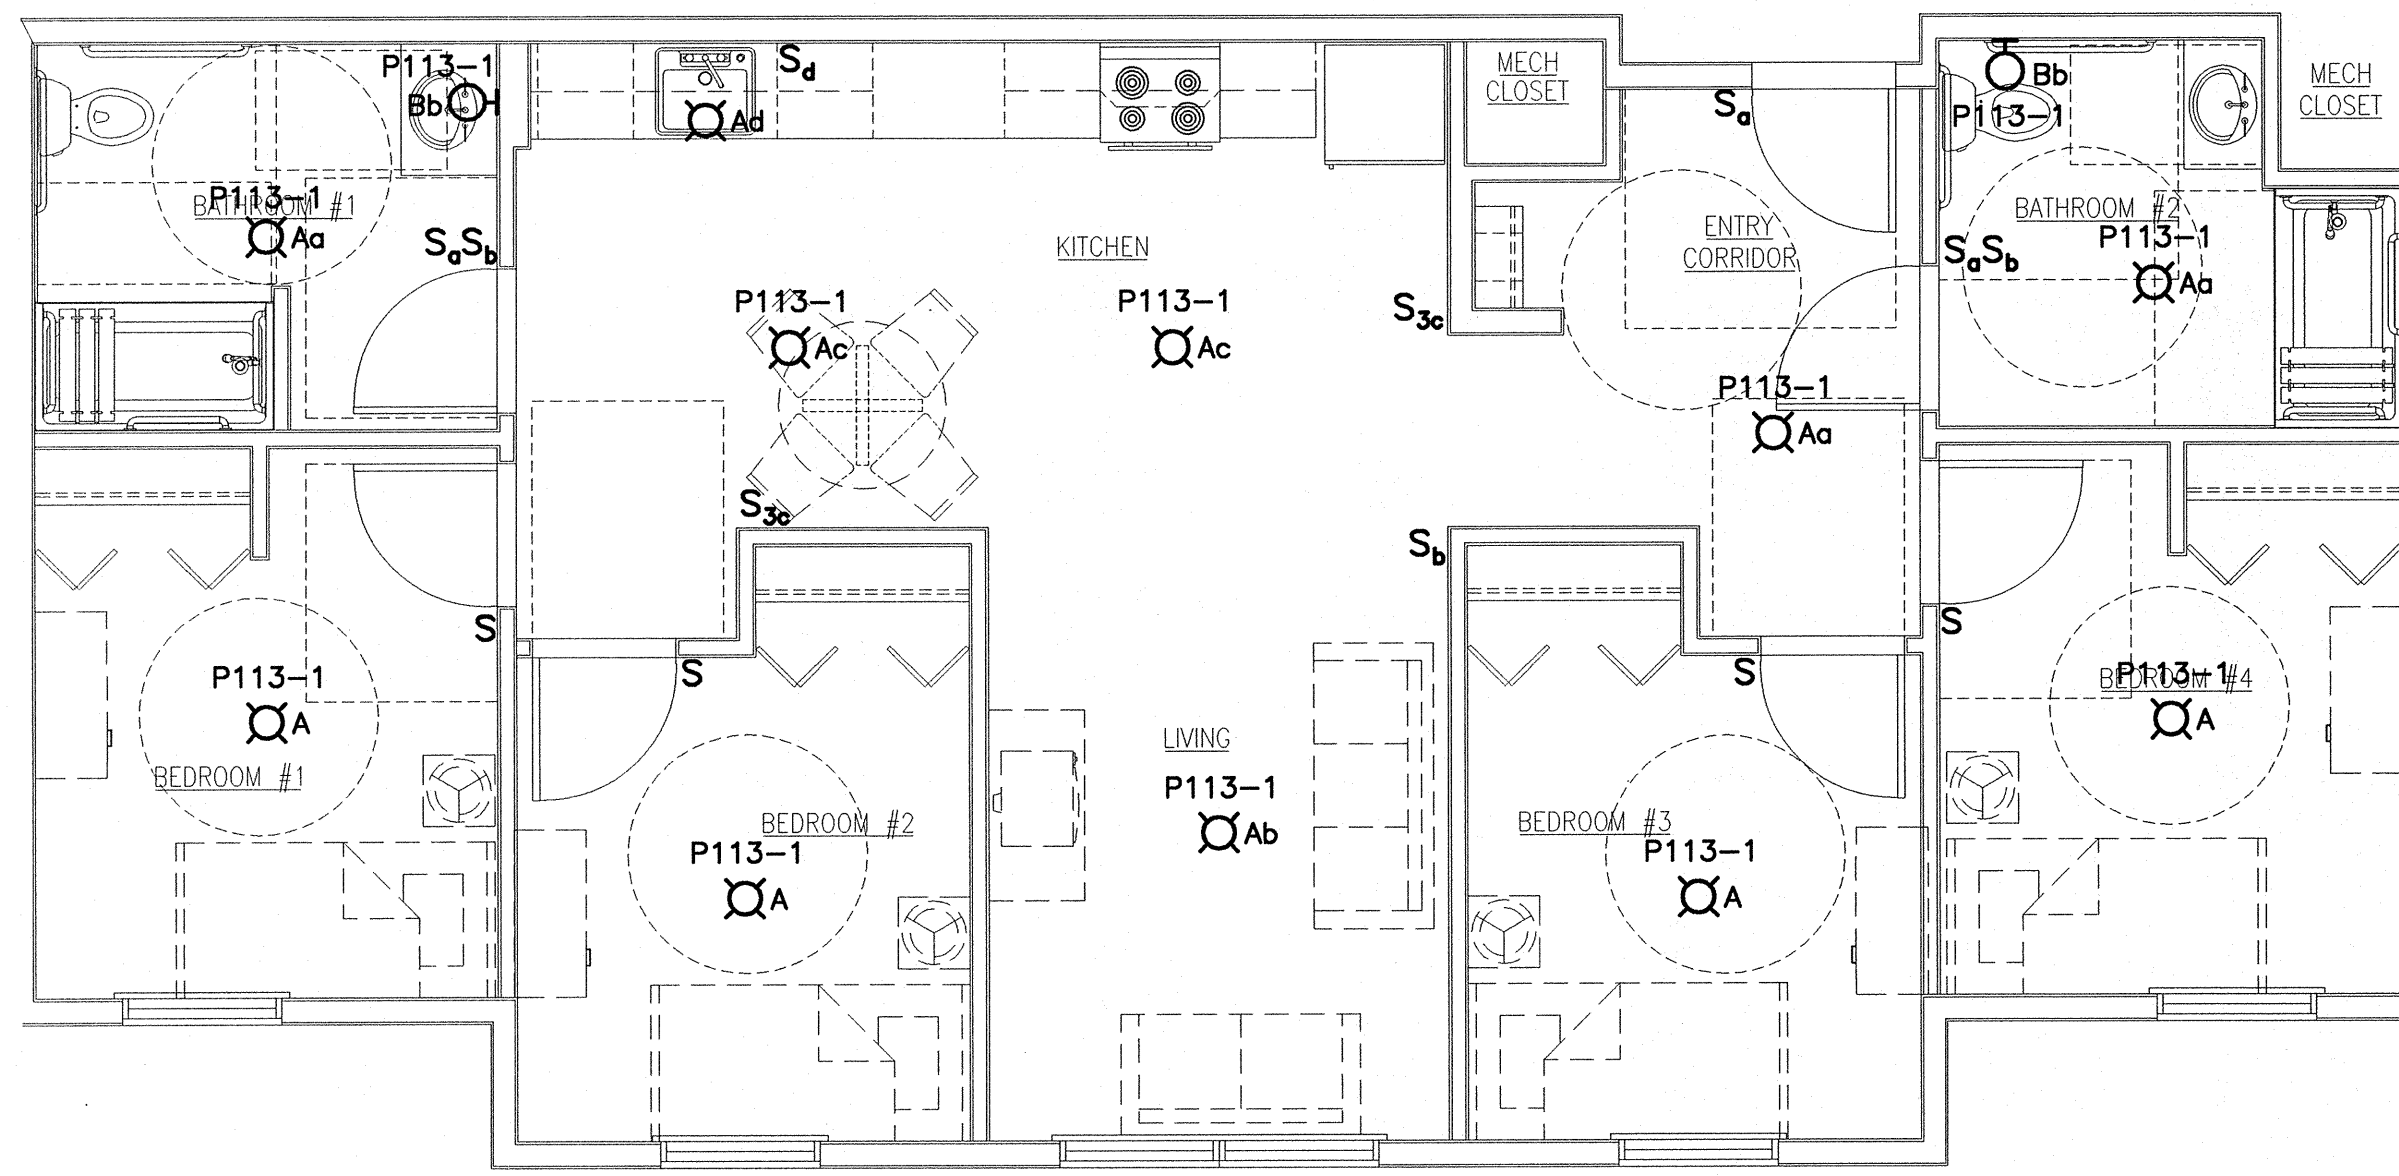 P113-1
Bb
Sd
Ad
MECH
CLOSET
Sa
Bb
P113-1
MECH
CLOSET
P113-1
BATHROOM #1
Aa
SaSb
KITCHEN
ENTRY
CORRIDOR
BATHROOM #2
P113-1
SaSb
Aa
P113-1
Ac
P113-1
Ac
S3c
P113-1
Aa
S3c
Sb
S
S
S
S
P113-1
A
BEDROOM #1
P113-1
BEDROOM #4
A
LIVING
P113-1
Ab
BEDROOM #2
P113-1
A
BEDROOM #3
P113-1
A